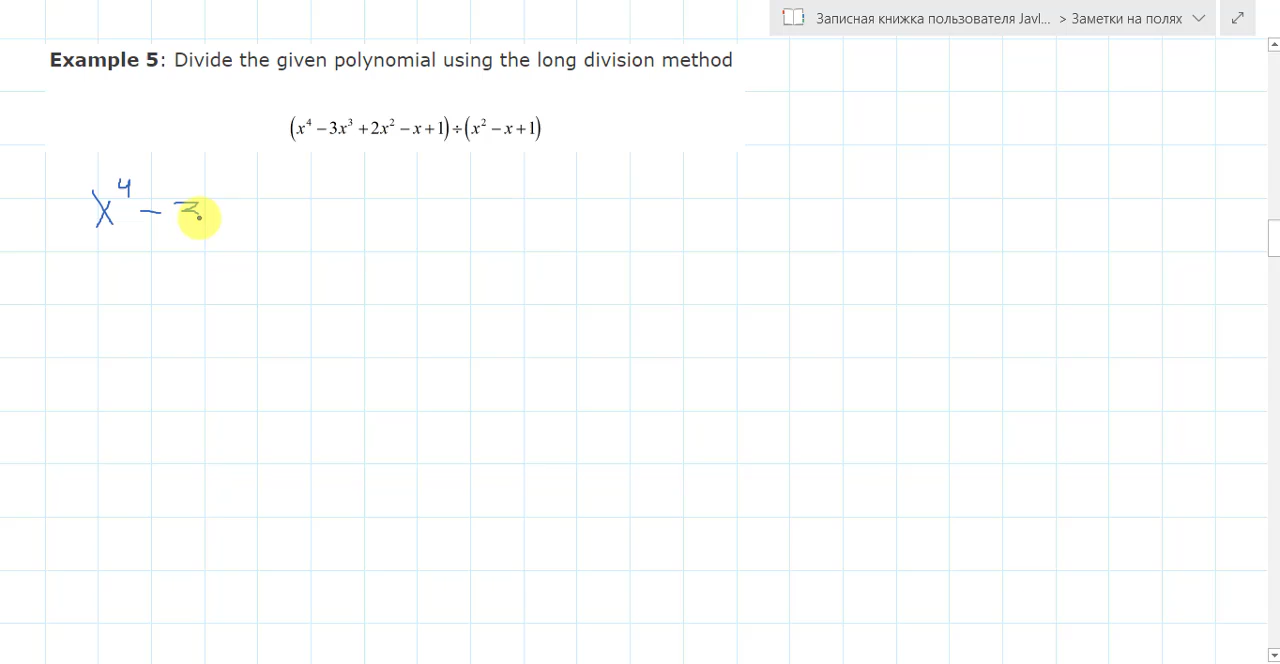 Записная книжка пользователя Javl... > Заметки на полях
Example 5: Divide the given polynomial using the long division method
(x⁴ − 3x³ + 2x² − x + 1) ÷ (x² − x + 1)
x⁴ − 3